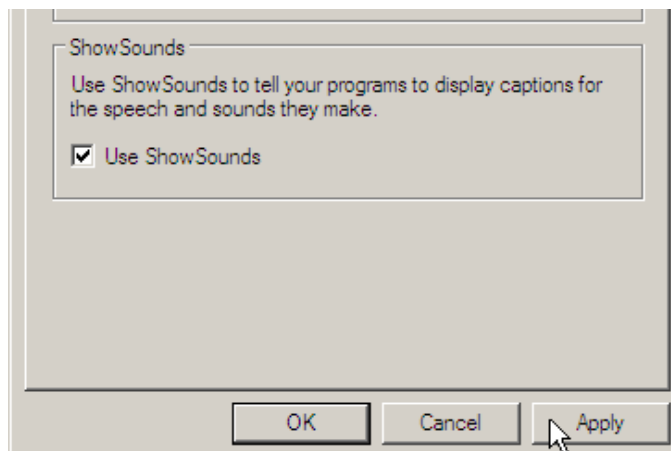 ShowSounds
Use ShowSounds to tell your programs to display captions for
the speech and sounds they make.
Use ShowSounds
OK Cancel Apply